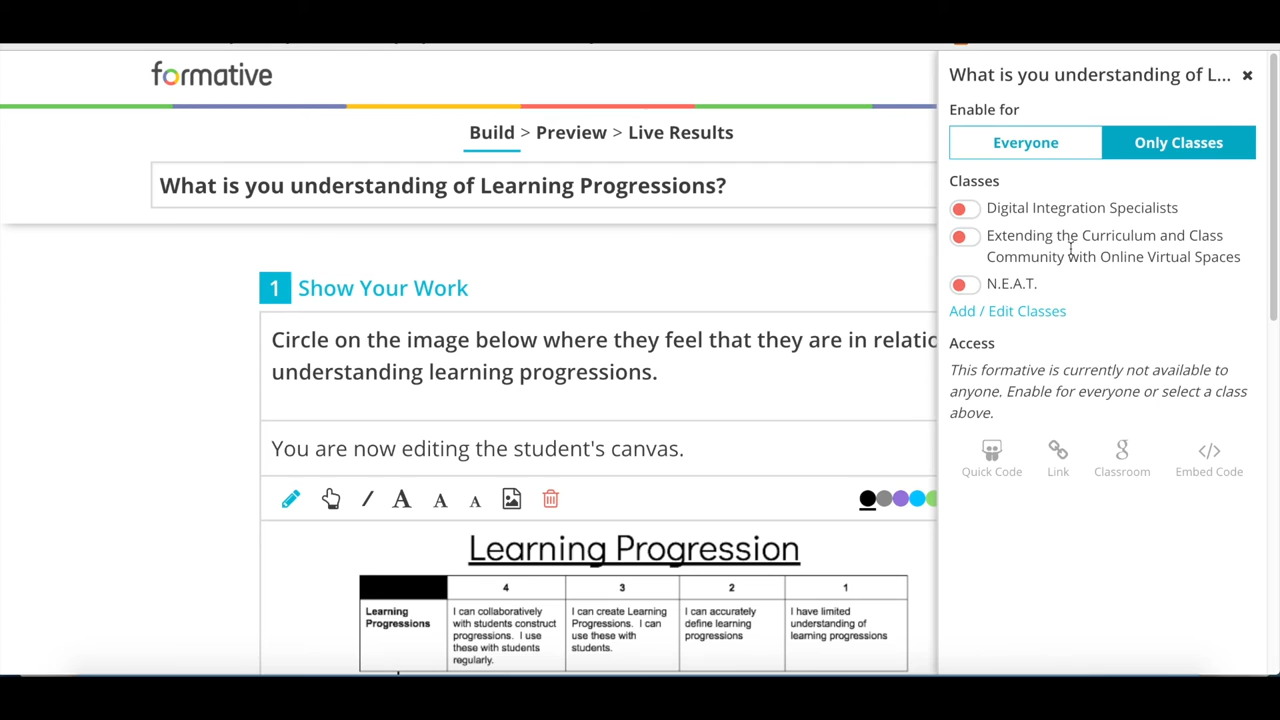 formative
Build > Preview > Live Results
What is you understanding of Learning Progressions?
1 Show Your Work
Circle on the image below where they feel that they are in relatio
understanding learning progressions.
You are now editing the student's canvas.
A A A
Learning Progression
4 3 2 1
Learning
Progressions
I can collaboratively
with students construct
progressions. I use
these with students
regularly.
I can create Learning
Progressions. I can
use these with
students.
I can accurately
define learning
progressions
I have limited
understanding of
learning progressions
What is you understanding of L...
Enable for
Everyone Only Classes
Classes
Digital Integration Specialists
Extending the Curriculum and Class
Community with Online Virtual Spaces
N.E.A.T.
Add / Edit Classes
Access
This formative is currently not available to
anyone. Enable for everyone or select a class
above.
Quick Code Link Classroom Embed Code